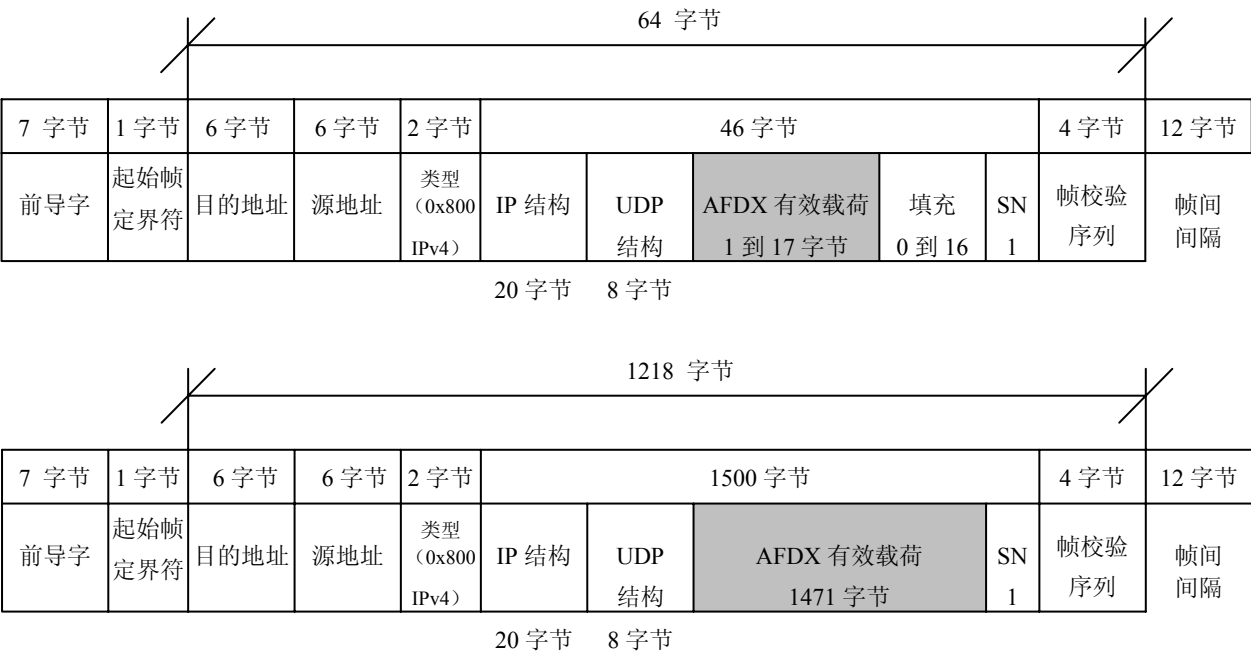 64 字节
7 字节 1 字节 6 字节 6 字节 2 字节 46 字节 4 字节 12 字节
前导字
起始帧
定界符
目的地址
源地址
类型
（0x800
IPv4）
IP 结构
UDP
结构
AFDX 有效载荷
1 到 17 字节
填充
0 到 16
SN
1
帧校验
序列
帧间
间隔
20 字节 8 字节
1218 字节
7 字节 1 字节 6 字节 6 字节 2 字节 1500 字节 4 字节 12 字节
前导字
起始帧
定界符
目的地址
源地址
类型
（0x800
IPv4）
IP 结构
UDP
结构
AFDX 有效载荷
1471 字节
SN
1
帧校验
序列
帧间
间隔
20 字节 8 字节